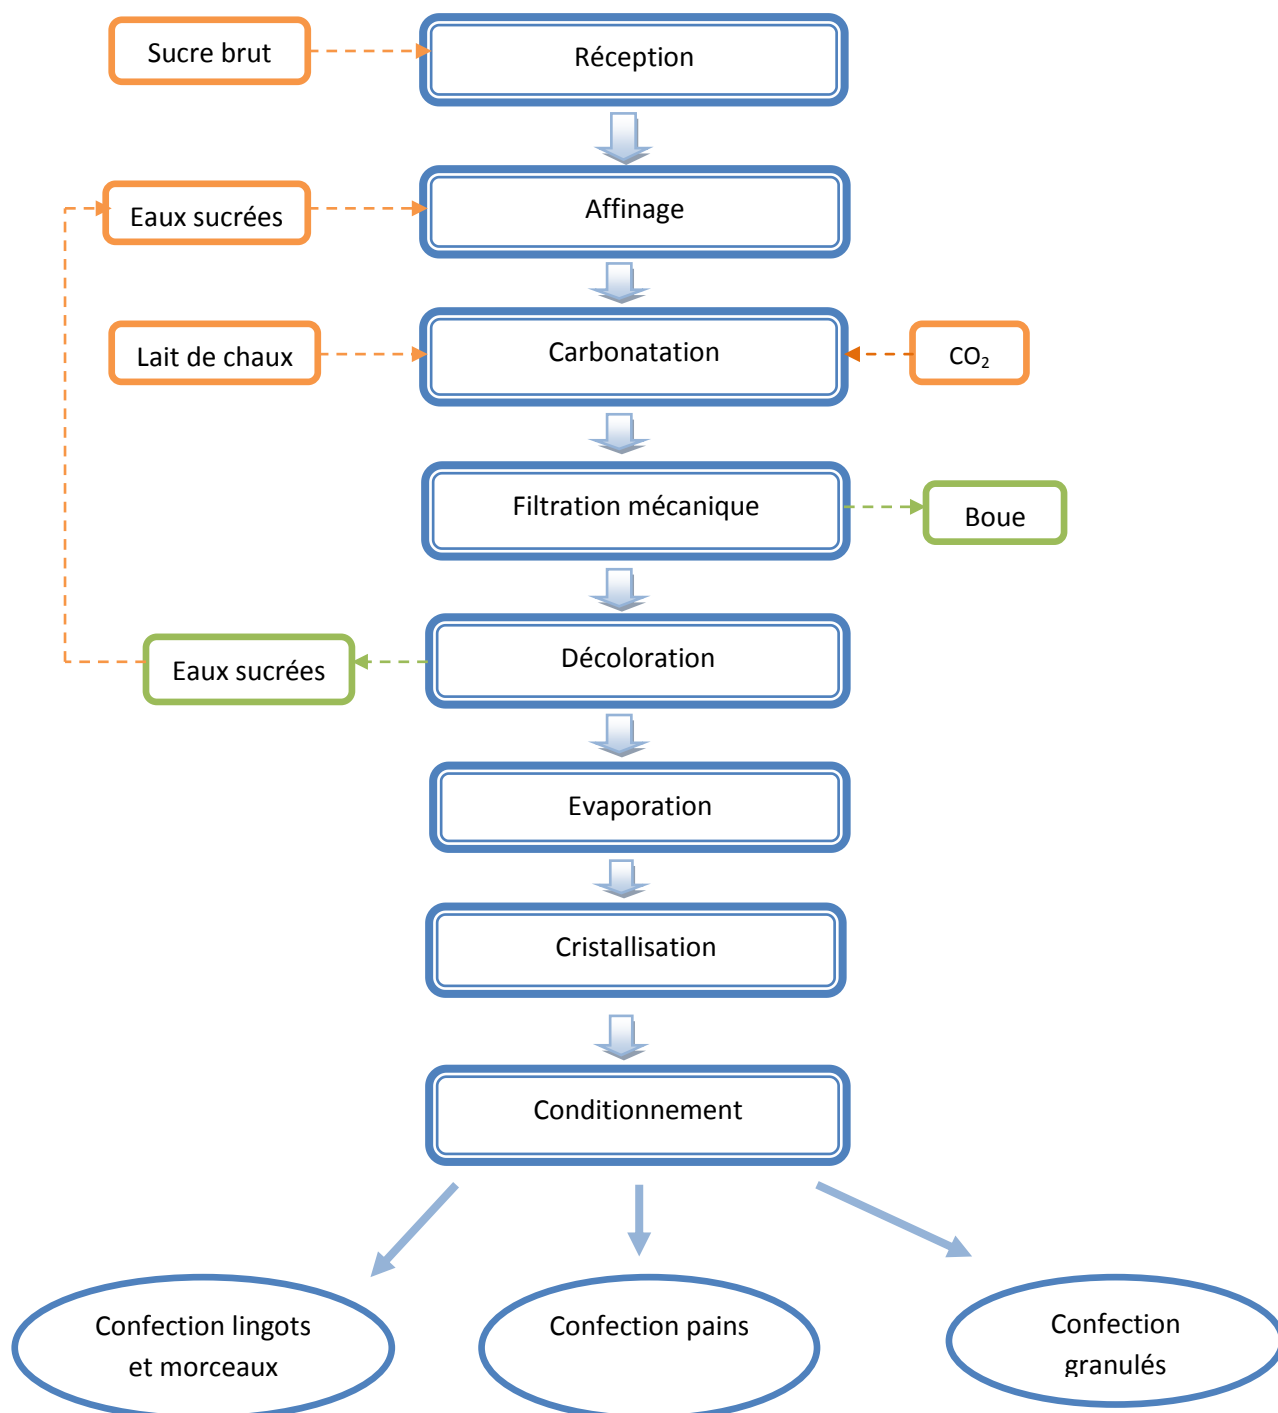 Sucre brut
Réception
Eaux sucrées
Affinage
Lait de chaux
Carbonatation
CO₂
Filtration mécanique
Boue
Eaux sucrées
Décoloration
Evaporation
Cristallisation
Conditionnement
Confection lingots
et morceaux
Confection pains
Confection
granulés